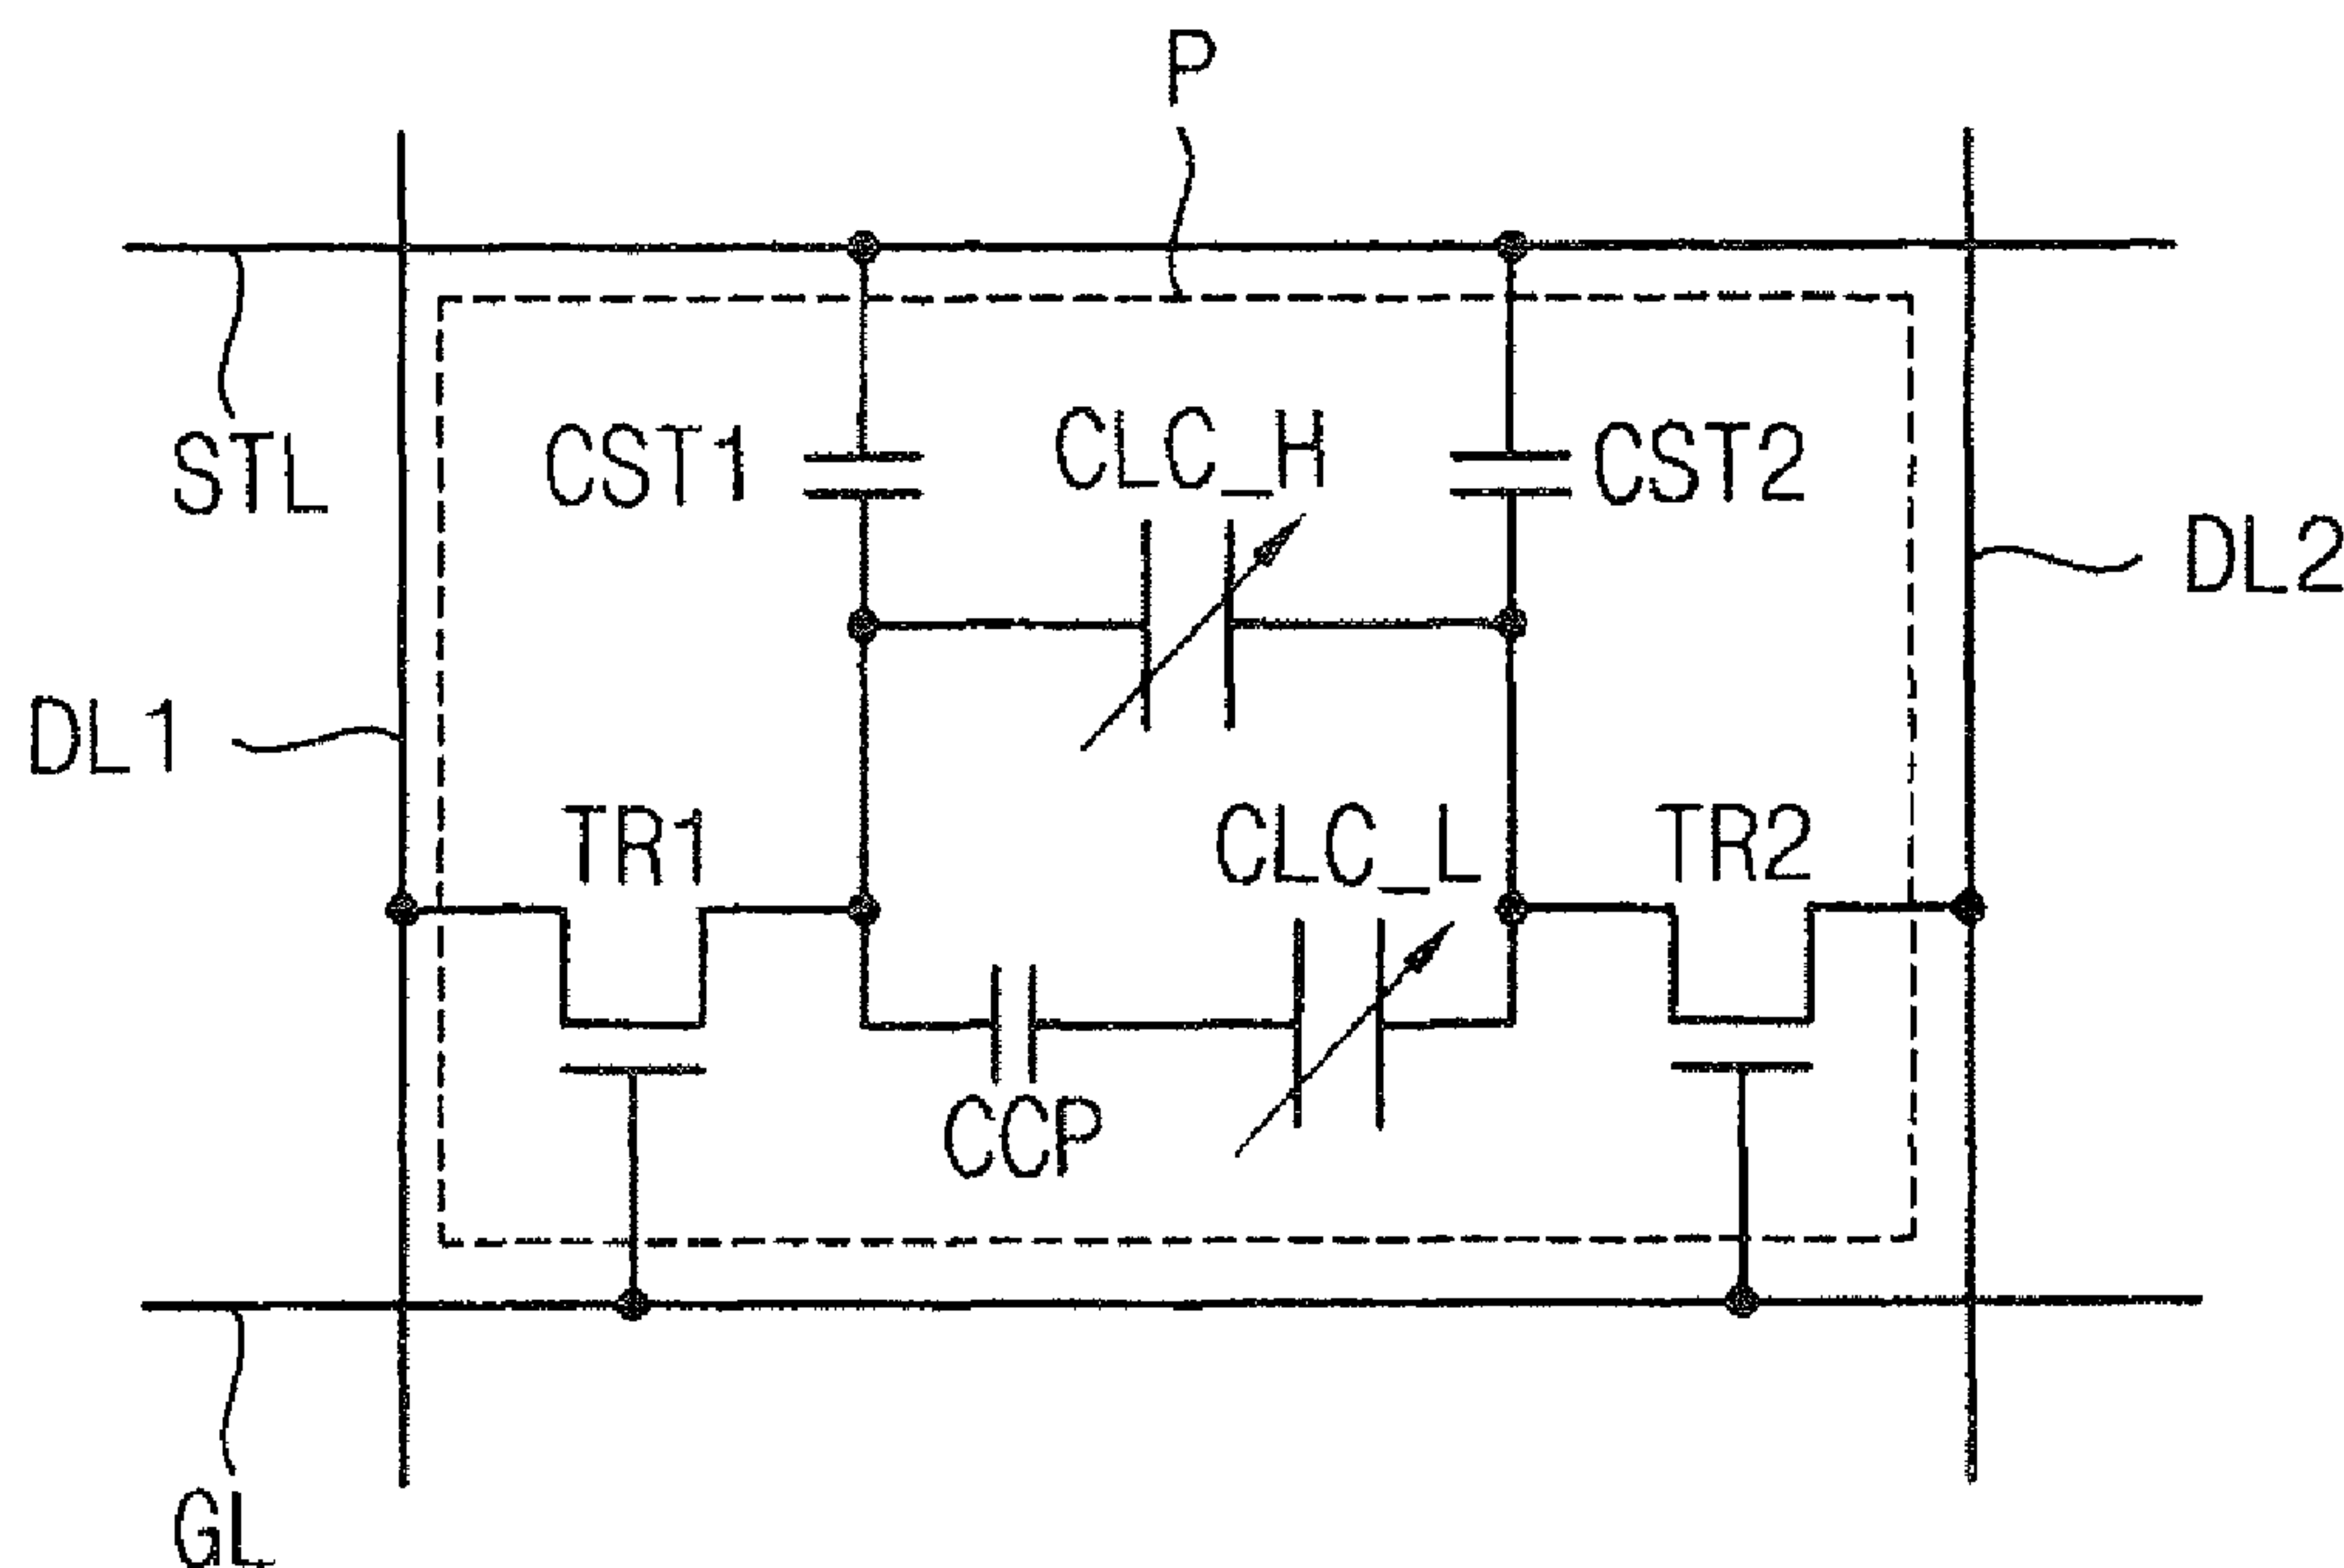 P
STL
CST1
CLC_H
CST2
DL2
DL1
TR1
CLC_L
TR2
CCP
GL